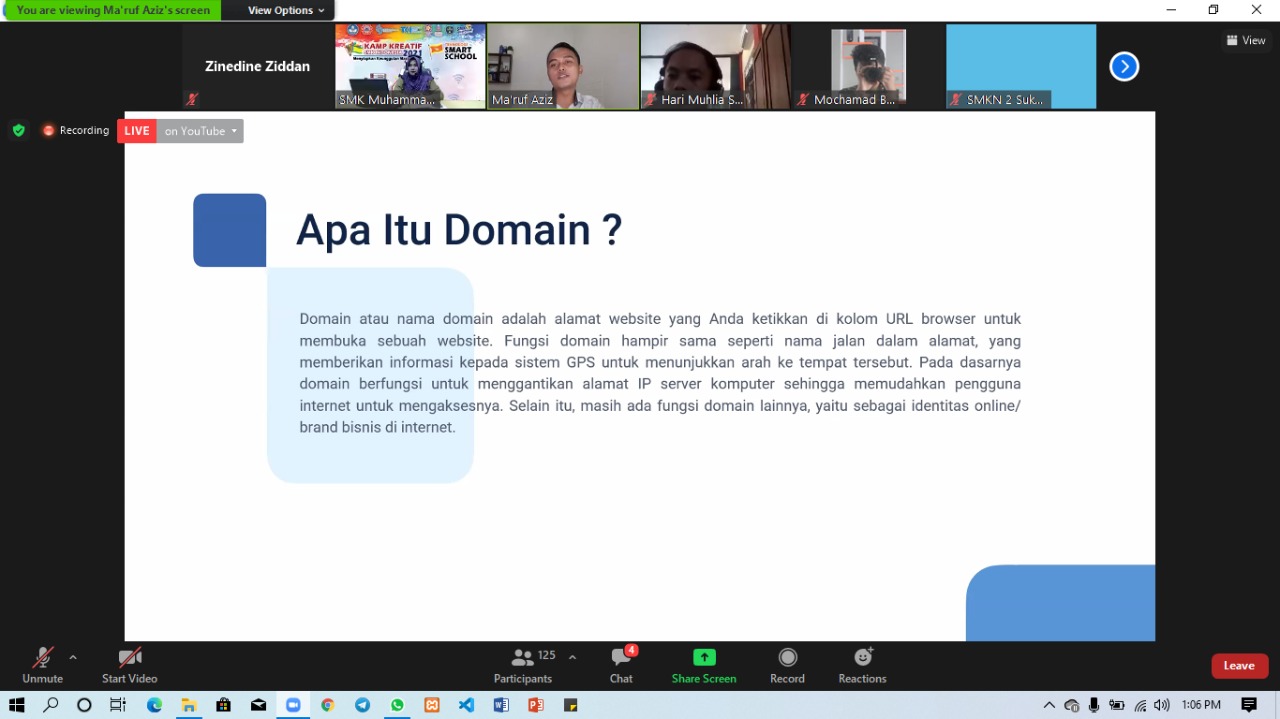 You are viewing Ma'ruf Aziz's screen
View Options
Zinedine Ziddan
KAMP KREATIF
2021
SMART
SCHOOL
SMK Muhamma...
Ma'ruf Aziz
Hari Muhlia S...
Mochamad B...
SMKN 2 Suk...
View
Recording
LIVE
on YouTube
Apa Itu Domain ?
Domain atau nama domain adalah alamat website yang Anda ketikkan di kolom URL browser untuk
membuka sebuah website. Fungsi domain hampir sama seperti nama jalan dalam alamat, yang
memberikan informasi kepada sistem GPS untuk menunjukkan arah ke tempat tersebut. Pada dasarnya
domain berfungsi untuk menggantikan alamat IP server komputer sehingga memudahkan pengguna
internet untuk mengaksesnya. Selain itu, masih ada fungsi domain lainnya, yaitu sebagai identitas online/
brand bisnis di internet.
Unmute
Start Video
125
Participants
4
Chat
Share Screen
Record
Reactions
Leave
1:06 PM